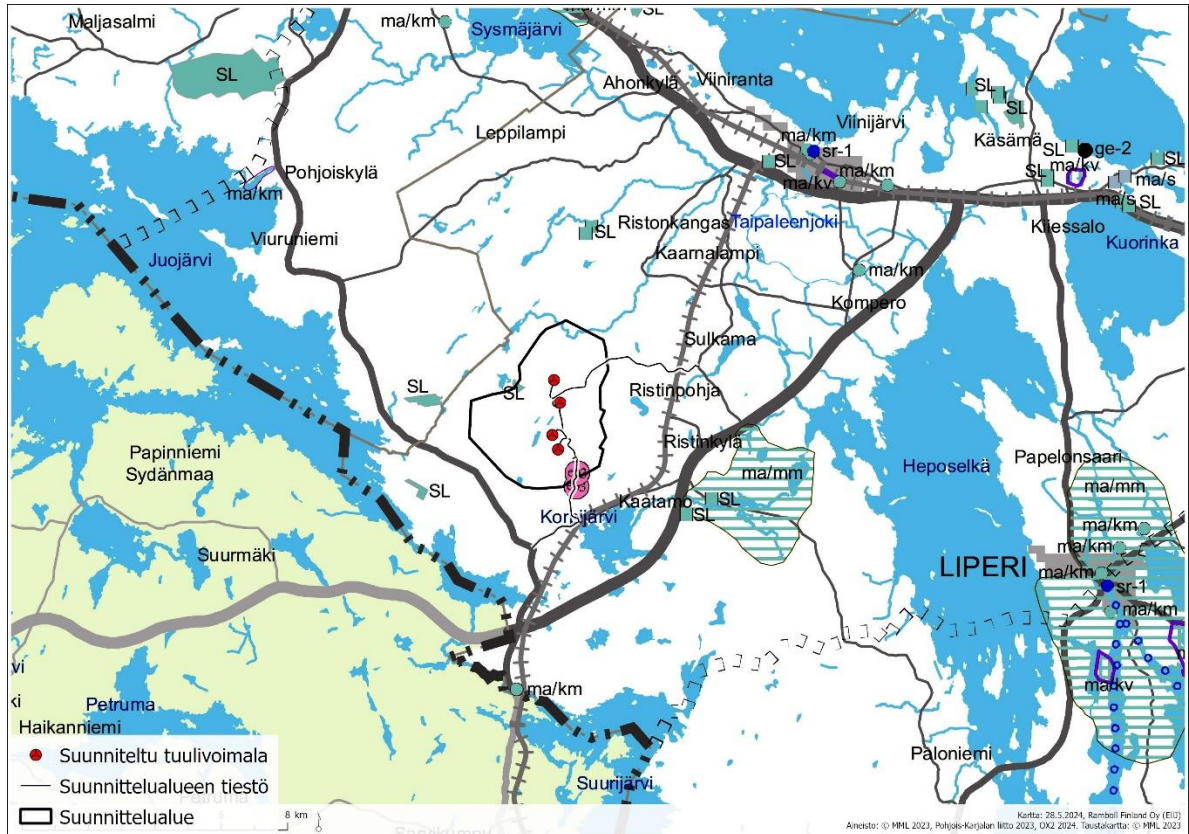 Maljasalmi
ma/km
Sysmäjärvi
SL
SL
Ahonkylä
Viiniranta
Leppilampi
ma/km
Viinijärvi
sr-1
SL
ma/km
ma/kv
Käsämä
SL
SL
ge-2
ma/kv
SL
SL
ma/s
ma/s
SL
Kiiessalo
Kuorinka
Pohjoiskylä
ma/km
Viuruniemi
Juojärvi
Ristonkangas
SL
Taipaleenjoki
Kaarnalampi
ma/km
Kompero
Sulkama
SL
SL
Ristinpohja
Ristinkylä
Papinniemi
Sydänmaa
SL
Heposelkä
Papelonsaari
ma/mm
ma/mm
Kaatamo
SL
SL
Korpijärvi
Suurmäki
ma/km
ma/km
LIPERI
ma/km
sr-1
ma/km
ma/kv
ma/km
Petruma
Haikanniemi
Paloniemi
Suurijärvi
Suunniteltu tuulivoimala
Suunnittelualueen tiestö
Suunnittelualue
8 km
Kartta: 28.5.2024, Ramboll Finland Oy (EIU)
Aineisto: © MML 2023, Pohjois-Karjalan liitto 2023, OX2 2024. Taustakartta: © MML 2023